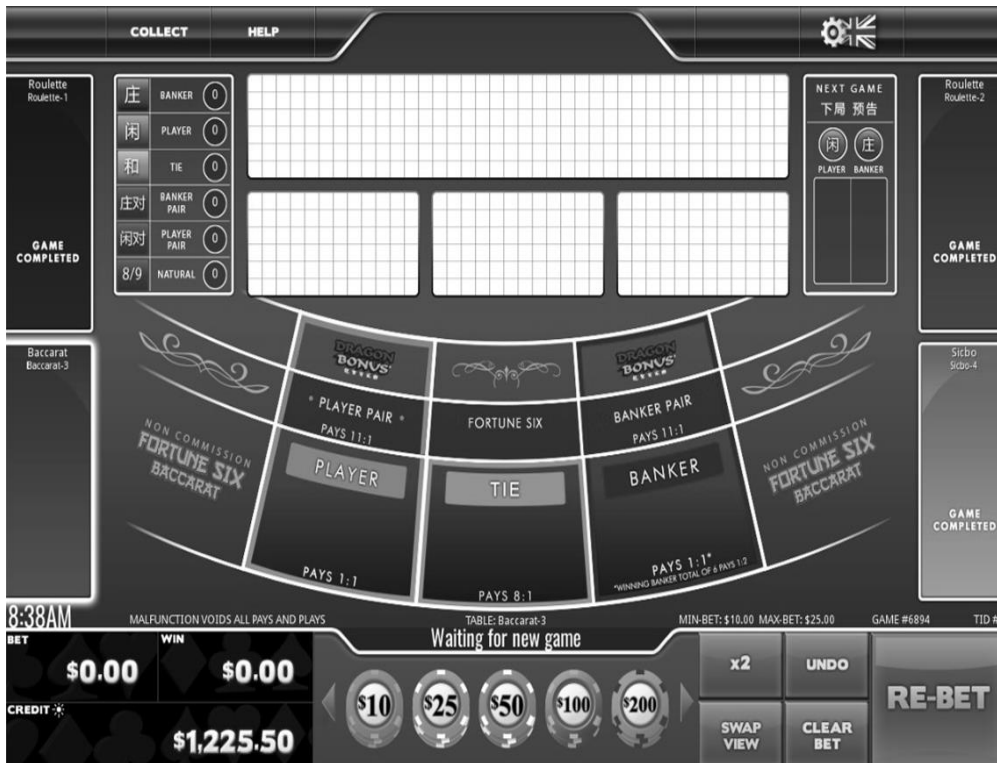 COLLECT
HELP
Roulette
Roulette-1
GAME
COMPLETED
庄 BANKER 0
闲 PLAYER 0
和 TIE 0
庄对 BANKER PAIR 0
闲对 PLAYER PAIR 0
8/9 NATURAL 0
NEXT GAME
下局 预告
闲 庄
PLAYER BANKER
Roulette
Roulette-2
GAME
COMPLETED
Baccarat
Baccarat-3
Sicbo
Sicbo-4
GAME
COMPLETED
DRAGON
BONUS
DRAGON
BONUS
* PLAYER PAIR *
PAYS 11:1
FORTUNE SIX
BANKER PAIR
PAYS 11:1
NON COMMISSION
FORTUNE SIX
BACCARAT
PLAYER
PAYS 1:1
TIE
PAYS 8:1
BANKER
PAYS 1:1*
*WINNING BANKER TOTAL OF 6 PAYS 1:2
NON COMMISSION
FORTUNE SIX
BACCARAT
8:38AM
MALFUNCTION VOIDS ALL PAYS AND PLAYS
TABLE: Baccarat-3
MIN-BET: $10.00 MAX-BET: $25.00
GAME #6894
TID #
Waiting for new game
BET
$0.00
WIN
$0.00
CREDIT
$1,225.50
$10
$25
$50
$100
$200
x2
UNDO
SWAP
VIEW
CLEAR
BET
RE-BET